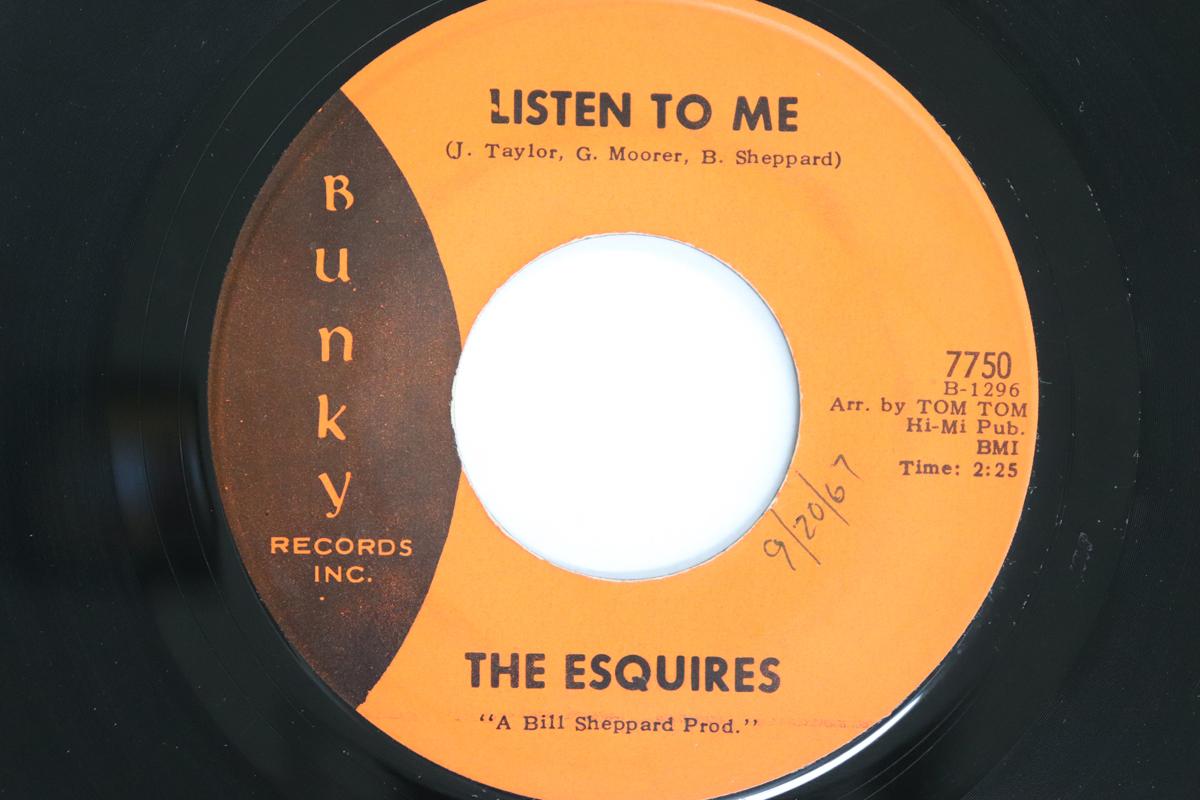 LISTEN TO ME
(J. Taylor, G. Moorer, B. Sheppard)
Bunky
RECORDS
INC.
7750
B-1296
Arr. by TOM TOM
Hi-Mi Pub.
BMI
Time: 2:25
9/20/67
THE ESQUIRES
“A Bill Sheppard Prod.”